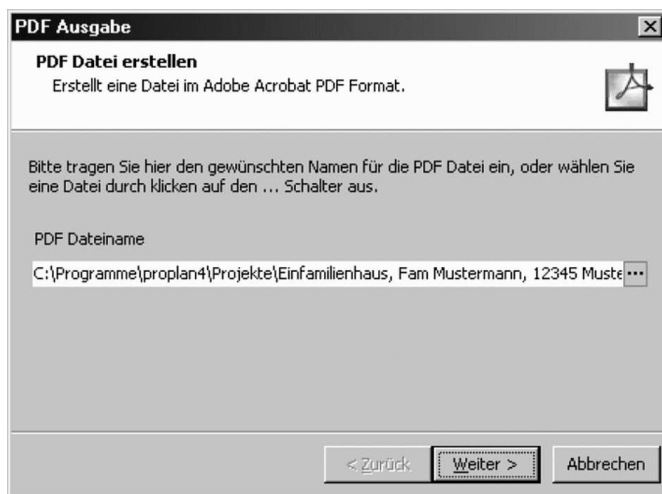 PDF Ausgabe
PDF Datei erstellen
Erstellt eine Datei im Adobe Acrobat PDF Format.
Bitte tragen Sie hier den gewünschten Namen für die PDF Datei ein, oder wählen Sie
eine Datei durch klicken auf den ... Schalter aus.
PDF Dateiname
C:\Programme\proplan4\Projekte\Einfamilienhaus, Fam Mustermann, 12345 Muste ...
< Zurück Weiter > Abbrechen